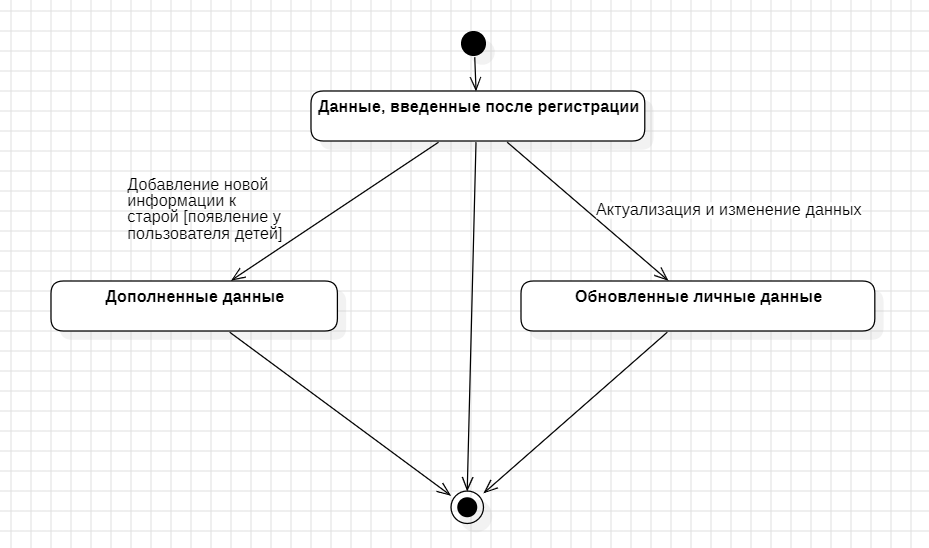 Данные, введенные после регистрации
Добавление новой
информации к
старой [появление у
пользователя детей]
Актуализация и изменение данных
Дополненные данные
Обновленные личные данные